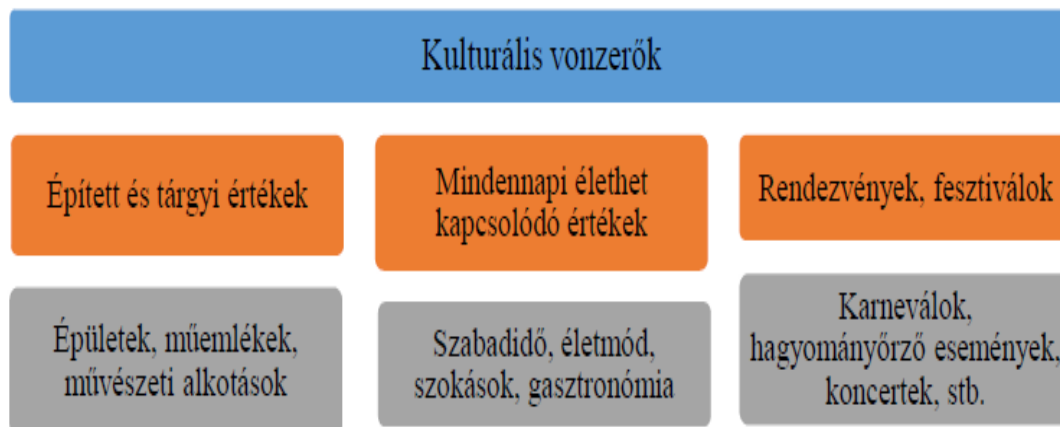 Kulturális vonzerők
Épített és tárgyi értékek
Mindennapi élethet
kapcsolódó értékek
Rendezvények, fesztiválok
Épületek, műemlékek,
művészeti alkotások
Szabadidő, életmód,
szokások, gasztronómia
Karneválok,
hagyományőrző események,
koncertek, stb.